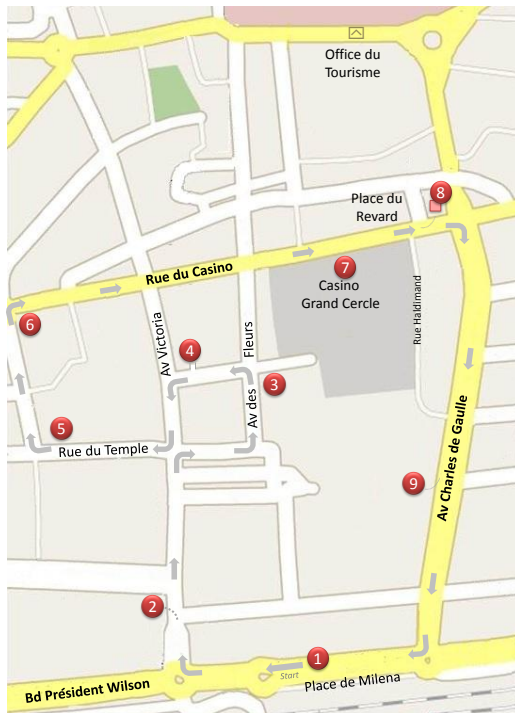 Office du
Tourisme
8
Place du
Revard
Rue du Casino
7
Casino
Grand Cercle
Rue Haldimand
6
Av Victoria
4
Av des Fleurs
3
5
Rue du Temple
Av Charles de Gaulle
9
2
1
Start
Place de Milena
Bd Président Wilson